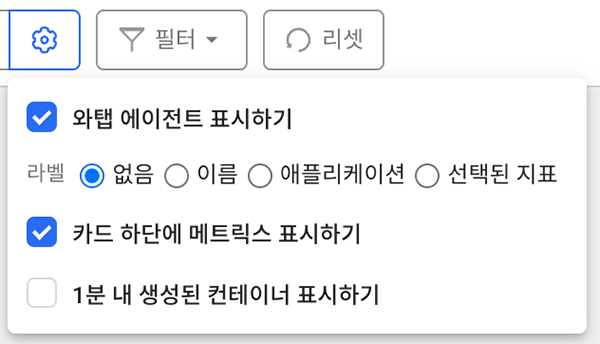 필터 리셋
와탭 에이전트 표시하기
라벨 없음 이름 애플리케이션 선택된 지표
카드 하단에 메트릭스 표시하기
1분 내 생성된 컨테이너 표시하기